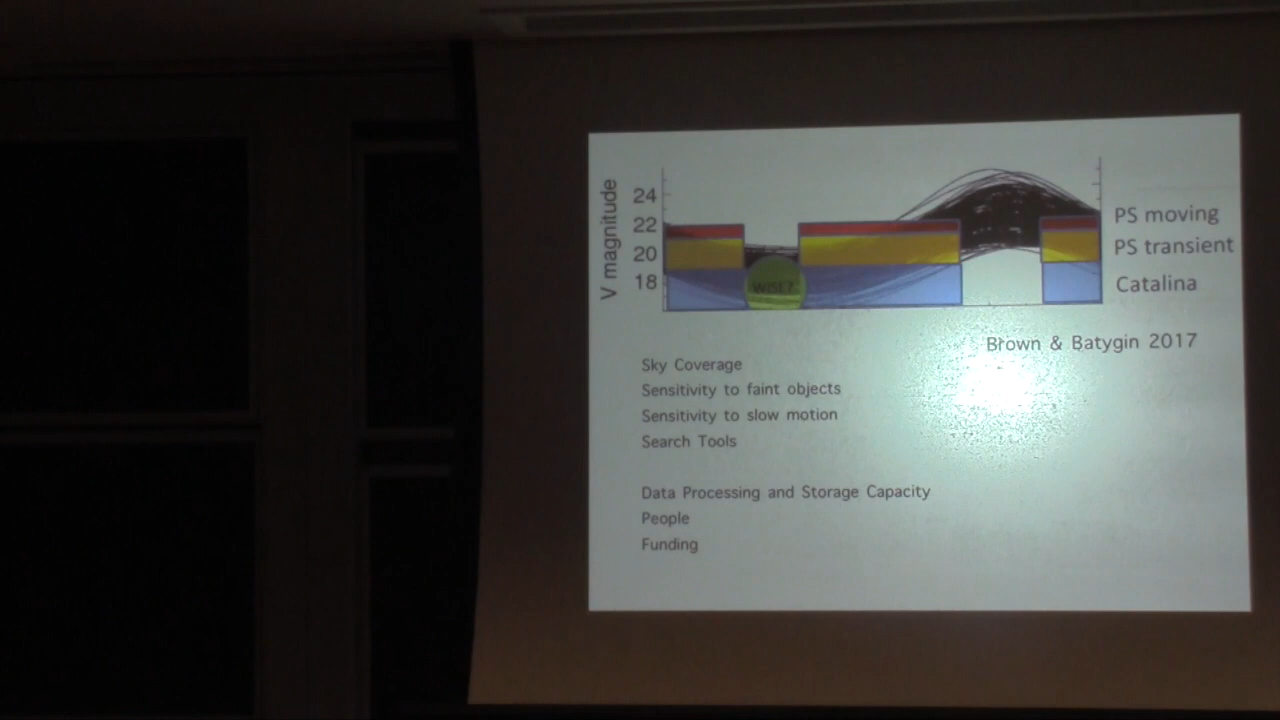 V magnitude
24
22
20
18
WISE?
PS moving
PS transient
Catalina
Brown & Batygin 2017
Sky Coverage
Sensitivity to faint objects
Sensitivity to slow motion
Search Tools
Data Processing and Storage Capacity
People
Funding